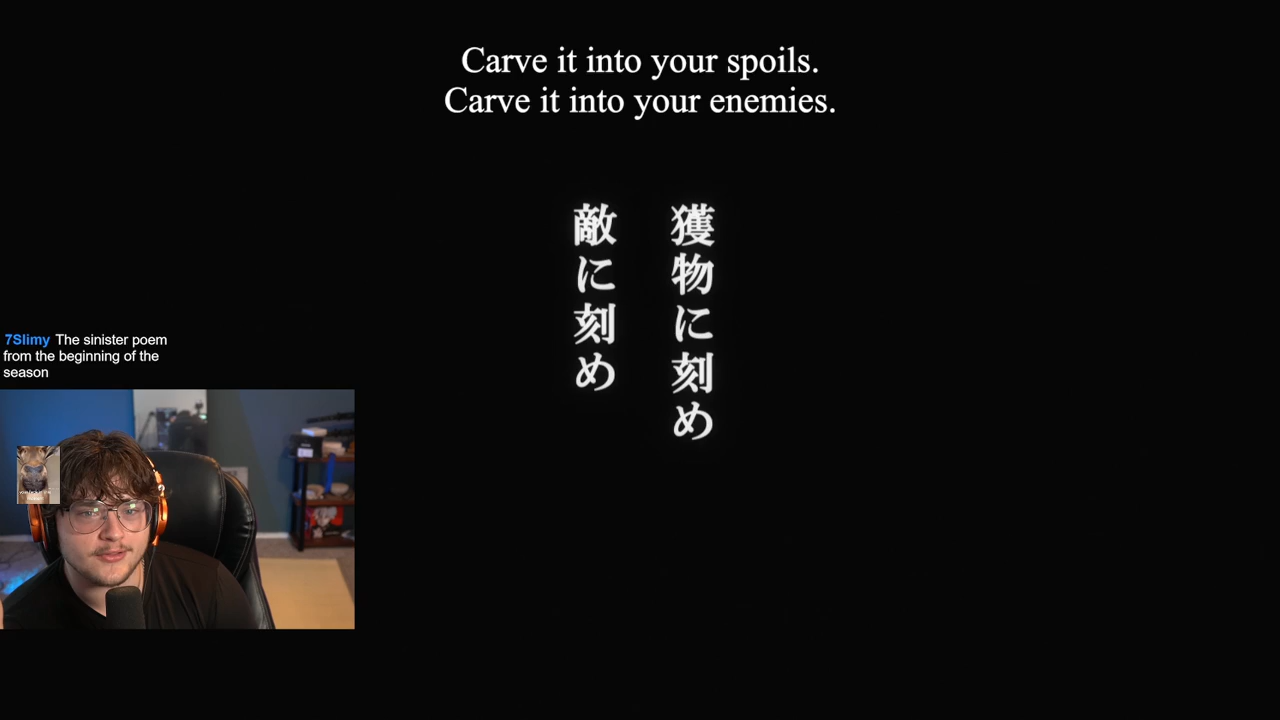 Carve it into your spoils.
Carve it into your enemies.
獲物に刻め
敵に刻め
7Slimy The sinister poem
from the beginning of the
season